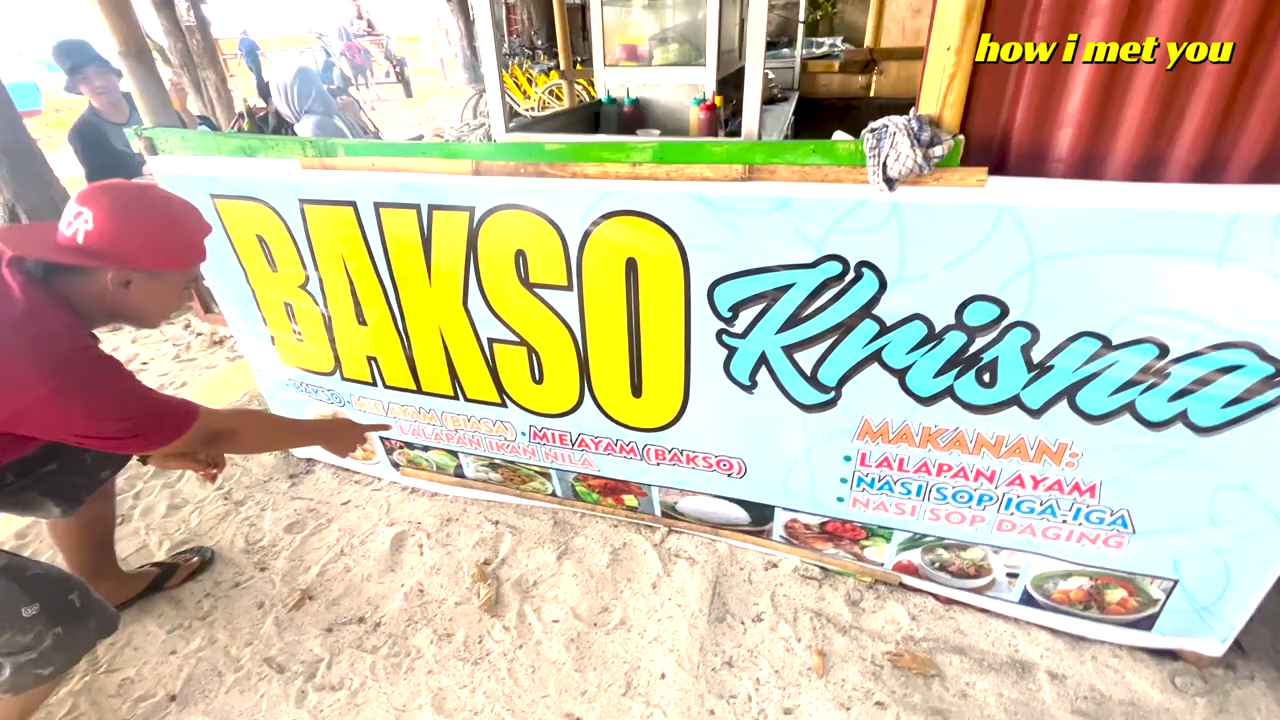 how i met you
BAKSO
Krisna
• BAKSO • MIE AYAM (BIASA) • MIE AYAM (BAKSO)
LALAPAN IKAN NILA
MAKANAN:
• LALAPAN AYAM
• NASI SOP IGA-IGA
• NASI SOP DAGING